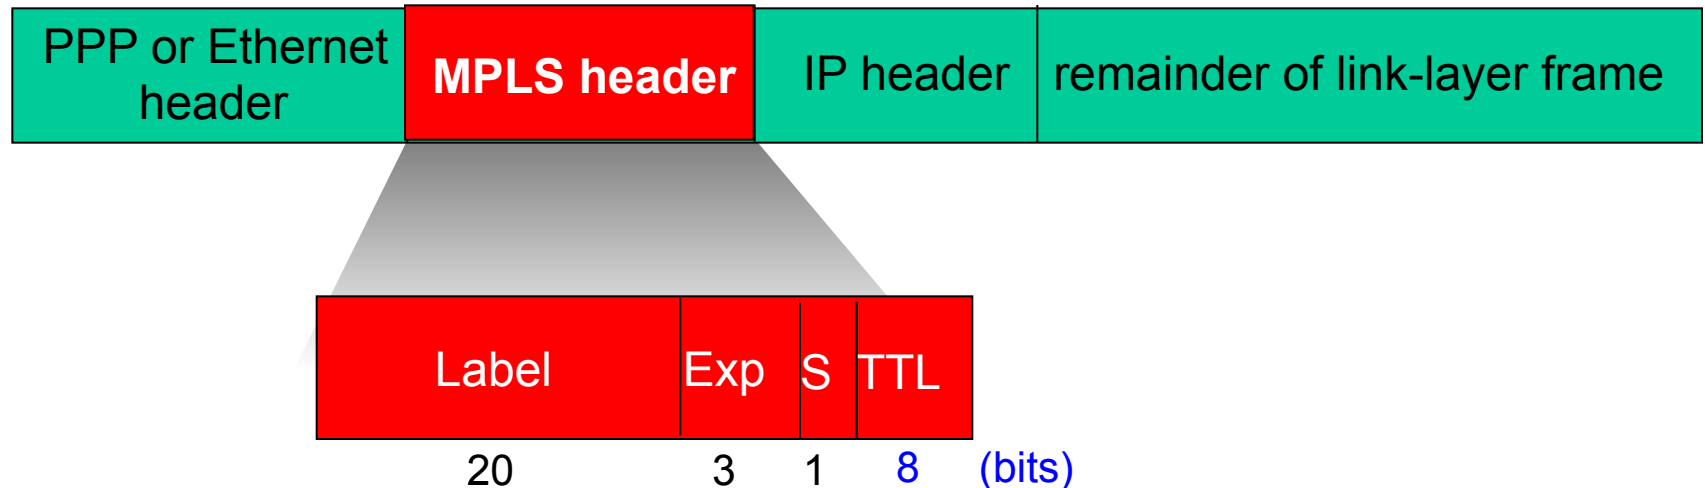 PPP or Ethernet
header
MPLS header
IP header
remainder of link-layer frame
Label
Exp
S
TTL
20
3
1
8
(bits)